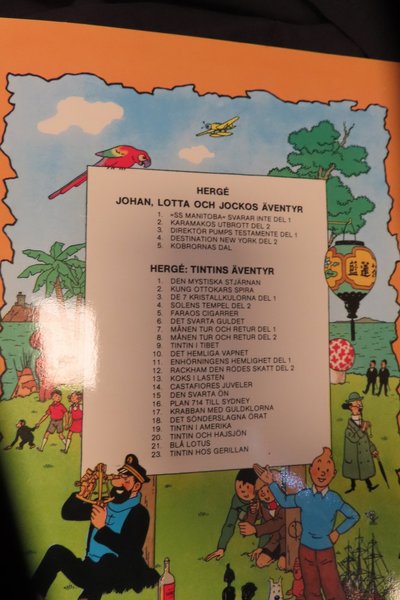 HERGÉ
JOHAN, LOTTA OCH JOCKOS ÄVENTYR
1. »SS MANITOBA» SVARAR INTE DEL 1
2. KARAMAKOS UTBROTT DEL 2
3. DIREKTÖR PUMPS TESTAMENTE DEL 1
4. DESTINATION NEW YORK DEL 2
5. KOBRORNAS DAL
HERGÉ: TINTINS ÄVENTYR
1. DEN MYSTISKA STJÄRNAN
2. KUNG OTTOKARS SPIRA
3. DE 7 KRISTALLKULORNA DEL 1
4. SOLENS TEMPEL DEL 2
5. FARAOS CIGARRER
6. DET SVARTA GULDET
7. MÅNEN TUR OCH RETUR DEL 1
8. MÅNEN TUR OCH RETUR DEL 2
9. TINTIN I TIBET
10. DET HEMLIGA VAPNET
11. ENHÖRNINGENS HEMLIGHET DEL 1
12. RACKHAM DEN RÖDES SKATT DEL 2
13. KOKS I LASTEN
14. CASTAFIORES JUVELER
15. DEN SVARTA ÖN
16. PLAN 714 TILL SYDNEY
17. KRABBAN MED GULDKLORNA
18. DET SÖNDERSLAGNA ÖRAT
19. TINTIN I AMERIKA
20. TINTIN OCH HAJSJÖN
21. BLÅ LOTUS
23. TINTIN HOS GERILLAN